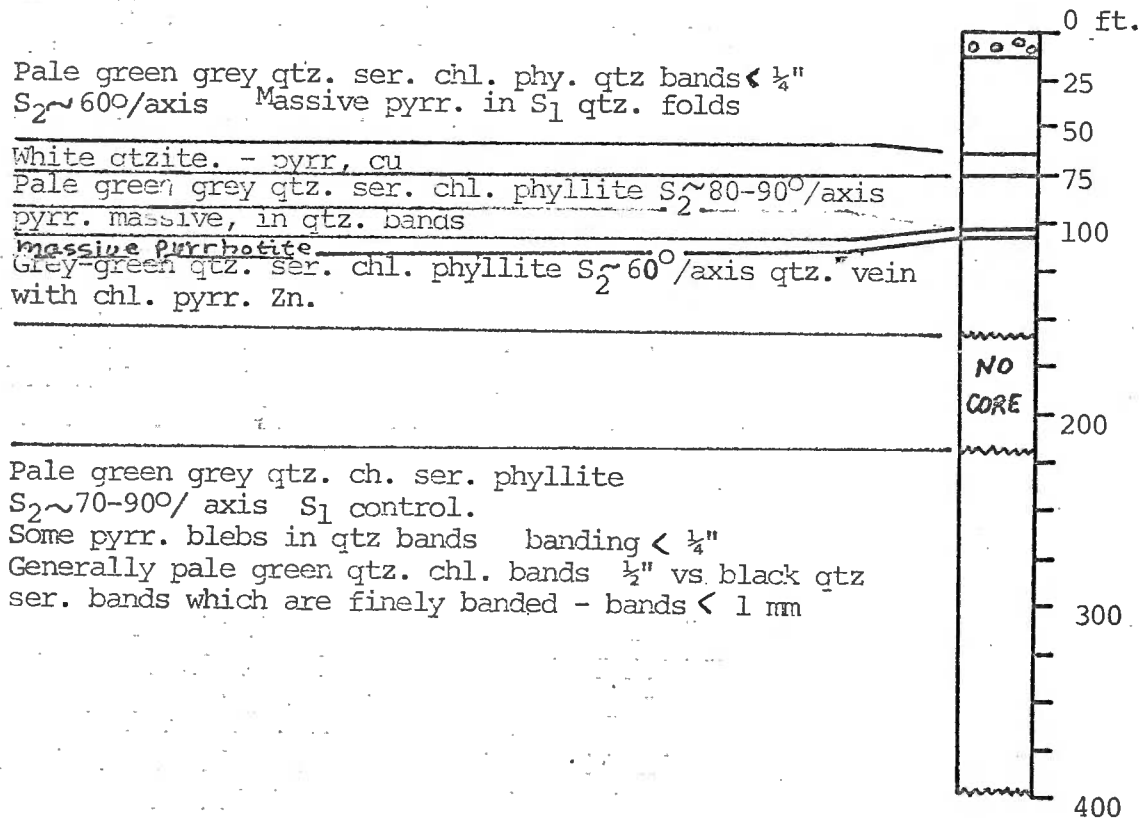 0 ft.
Pale green grey qtz. ser. chl. phy. qtz bands < ¼"
25
S₂~60°/axis Massive pyrr. in S₁ qtz. folds
50
White qtzite. - pyrr, cu
Pale green grey qtz. ser. chl. phyllite S₂~80-90°/axis
75
pyrr. massive, in qtz. bands
100
massive pyrrhotite
Grey-green qtz. ser. chl. phyllite S₂~60°/axis qtz. vein
with chl. pyrr. Zn.
NO
CORE
200
Pale green grey qtz. ch. ser. phyllite
S₂~70-90°/ axis S₁ control.
Some pyrr. blebs in qtz bands banding < ¼"
Generally pale green qtz. chl. bands ½" vs. black qtz
ser. bands which are finely banded - bands < 1 mm
300
400